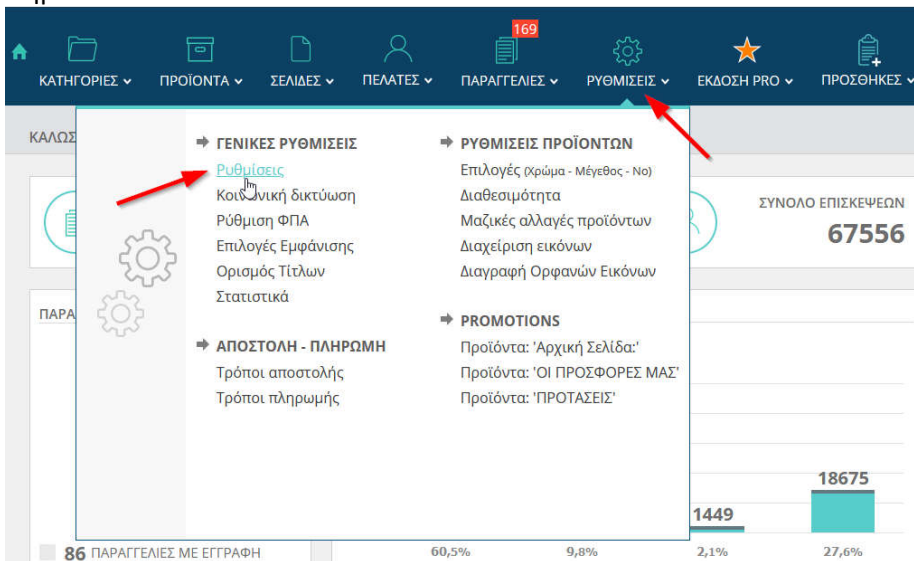 169
ΚΑΤΗΓΟΡΙΕΣ ΠΡΟΪΟΝΤΑ ΣΕΛΙΔΕΣ ΠΕΛΑΤΕΣ ΠΑΡΑΓΓΕΛΙΕΣ ΡΥΘΜΙΣΕΙΣ ΕΚΔΟΣΗ PRO ΠΡΟΣΘΗΚΕΣ
ΓΕΝΙΚΕΣ ΡΥΘΜΙΣΕΙΣ
Ρυθμίσεις
Κοινωνική δικτύωση
Ρύθμιση ΦΠΑ
Επιλογές Εμφάνισης
Ορισμός Τίτλων
Στατιστικά
ΑΠΟΣΤΟΛΗ - ΠΛΗΡΩΜΗ
Τρόποι αποστολής
Τρόποι πληρωμής
ΡΥΘΜΙΣΕΙΣ ΠΡΟΪΟΝΤΩΝ
Επιλογές (Χρώμα - Μέγεθος - Νο)
Διαθεσιμότητα
Μαζικές αλλαγές προϊόντων
Διαχείριση εικόνων
Διαγραφή Ορφανών Εικόνων
PROMOTIONS
Προϊόντα: 'Αρχική Σελίδα:'
Προϊόντα: 'ΟΙ ΠΡΟΣΦΟΡΕΣ ΜΑΣ'
Προϊόντα: 'ΠΡΟΤΑΣΕΙΣ'
ΚΑΛΩΣ
ΣΥΝΟΛΟ ΕΠΙΣΚΕΨΕΩΝ
67556
ΠΑΡΑ
18675
1449
86 ΠΑΡΑΓΓΕΛΙΕΣ ΜΕ ΕΓΓΡΑΦΗ
60,5% 9,8% 2,1% 27,6%